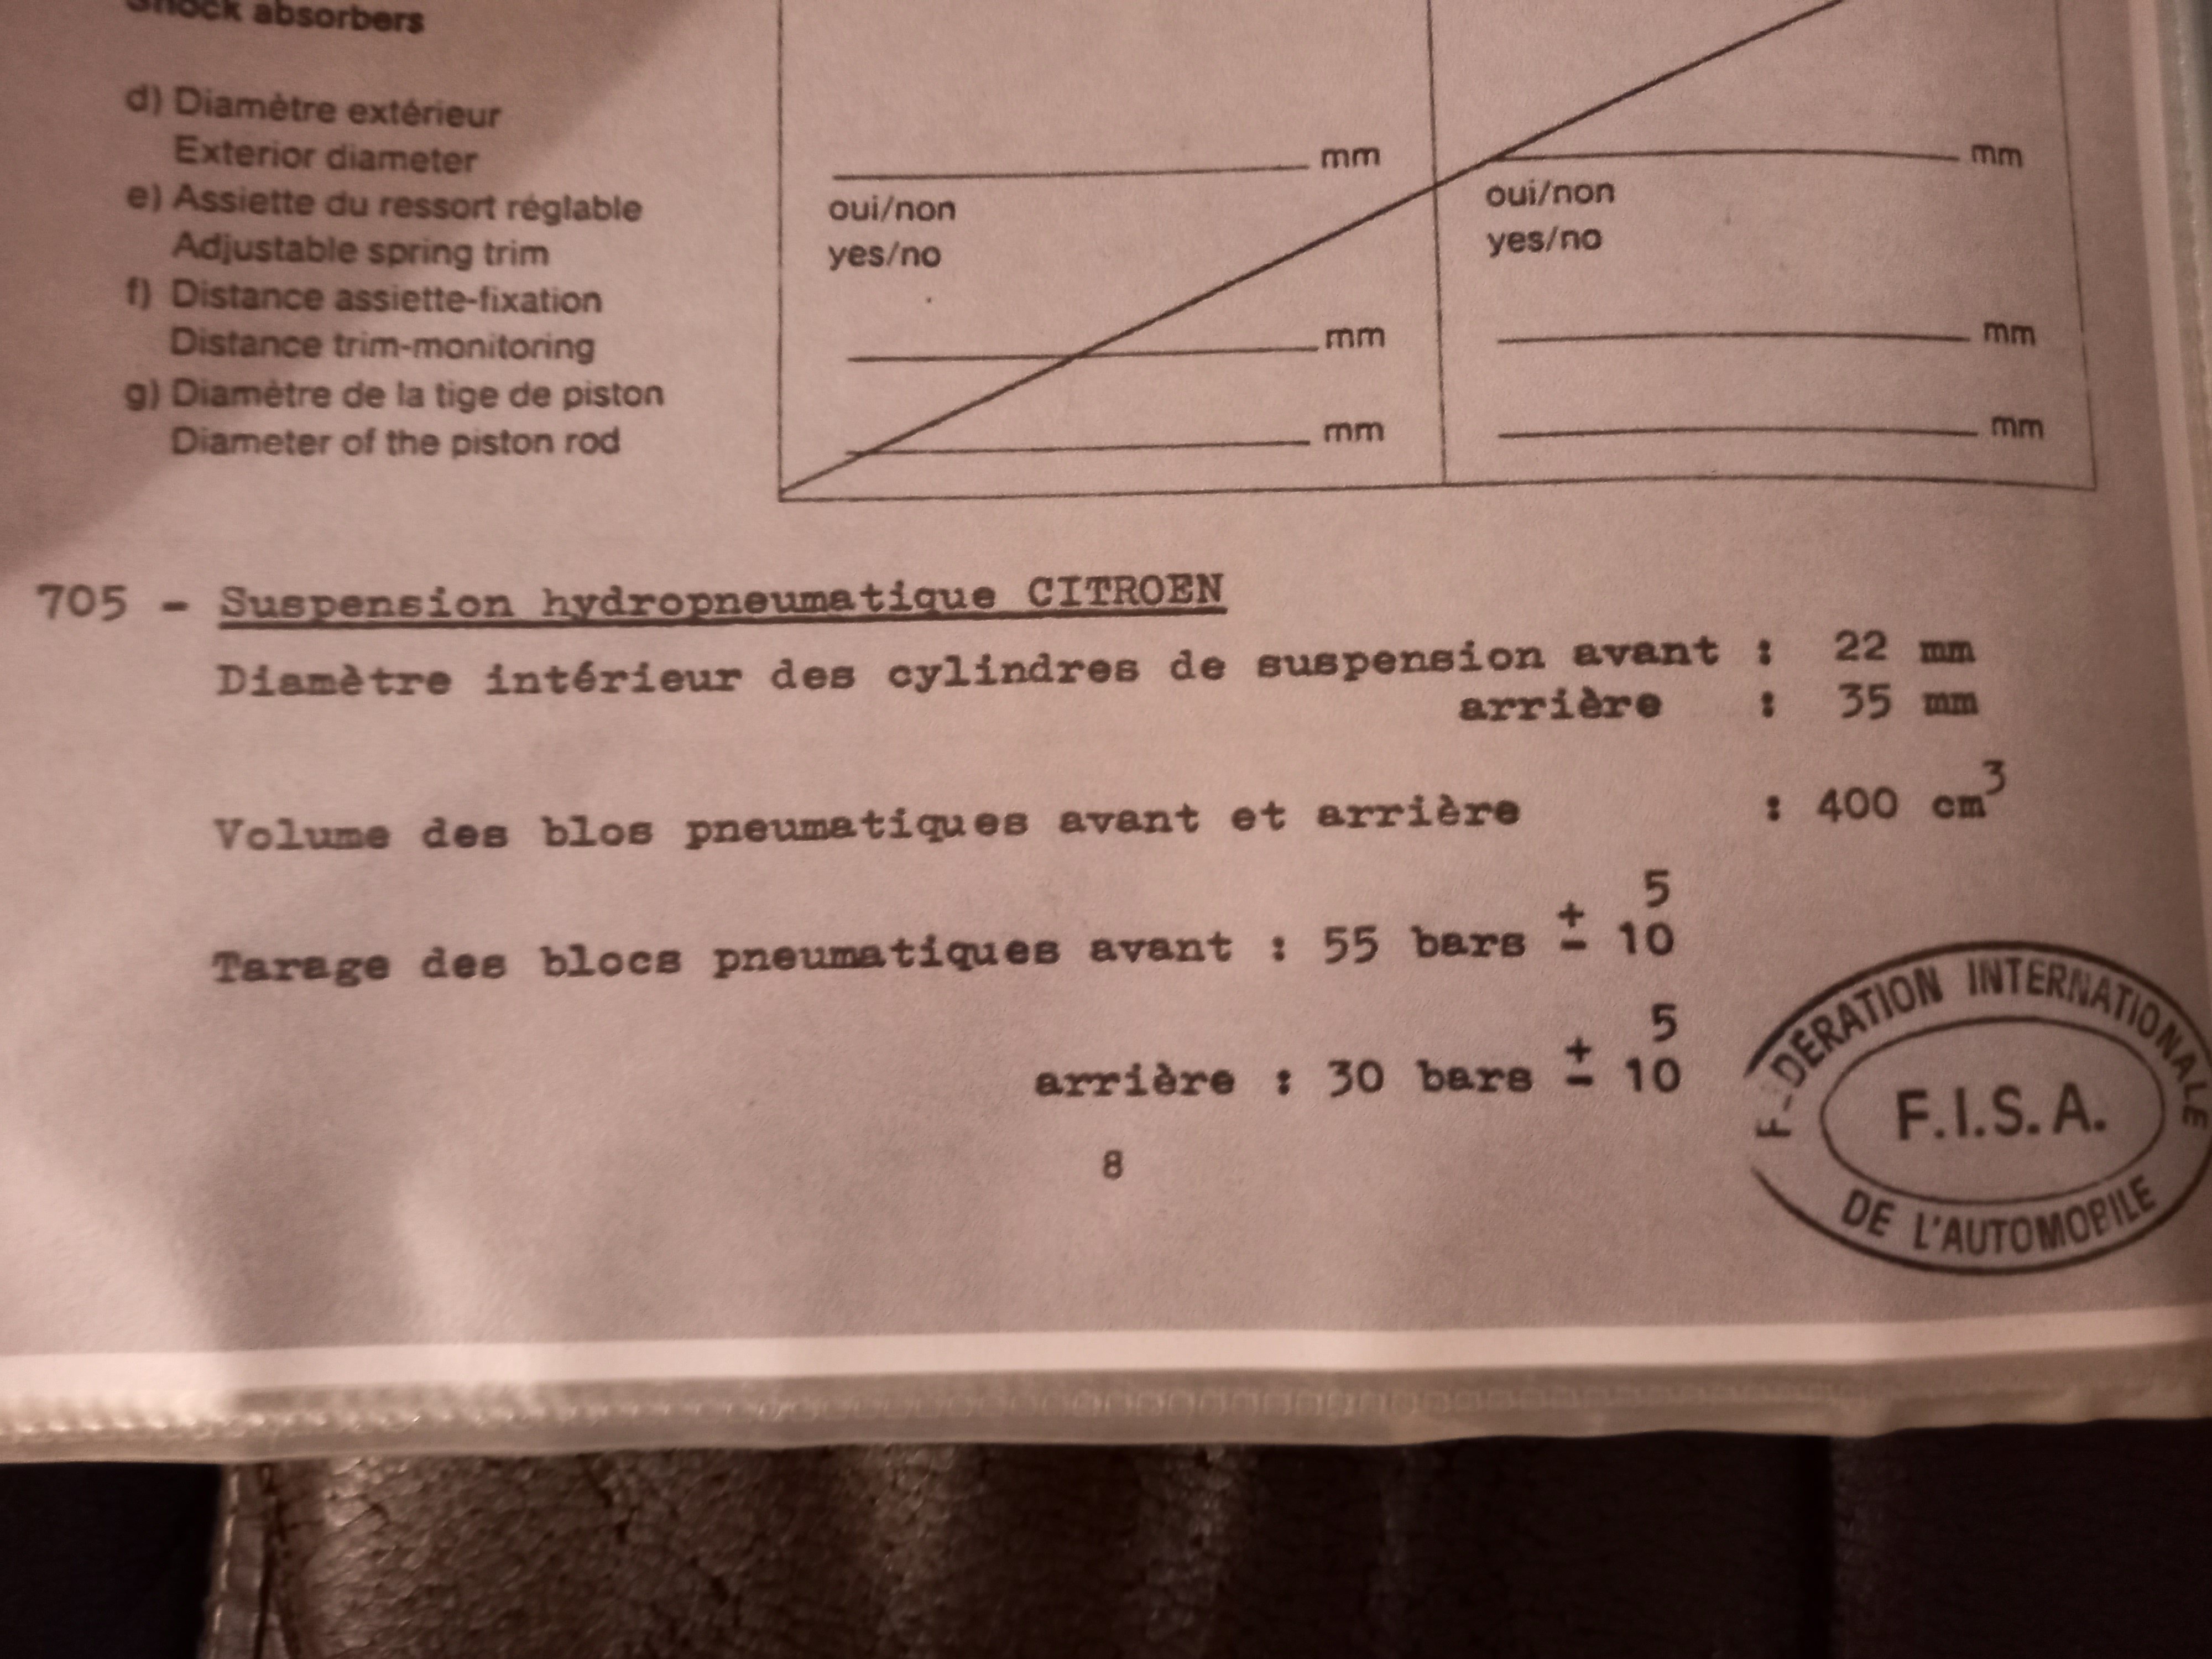 Shock absorbers
d) Diamètre extérieur
Exterior diameter
mm
mm
e) Assiette du ressort réglable
Adjustable spring trim
oui/non
yes/no
oui/non
yes/no
f) Distance assiette-fixation
Distance trim-monitoring
mm
mm
g) Diamètre de la tige de piston
Diameter of the piston rod
mm
mm
705 - Suspension hydropneumatique CITROEN
Diamètre intérieur des cylindres de suspension avant : 22 mm
arrière : 35 mm
Volume des blos pneumatiques avant et arrière : 400 cm³
Tarage des blocs pneumatiques avant : 55 bars + 5
- 10
arrière : 30 bars + 5
- 10
8
FÉDÉRATION INTERNATIONALE
F.I.S.A.
DE L'AUTOMOBILE